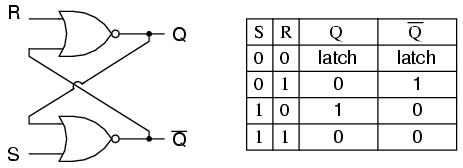 R
Q
S
Q̅
S R Q Q̅
0 0 latch latch
0 1 0 1
1 0 1 0
1 1 0 0